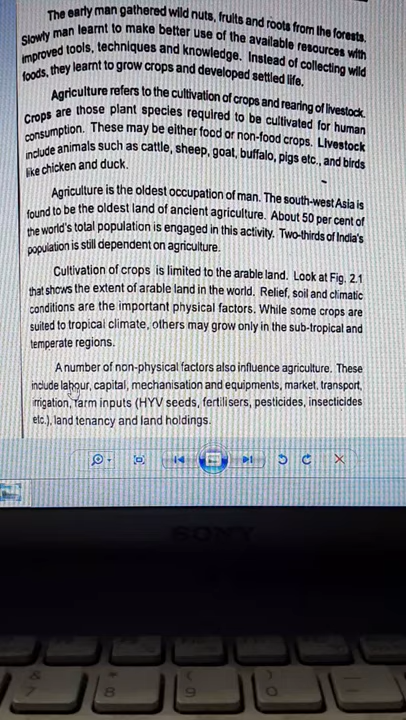 The early man gathered wild nuts, fruits and roots from the forests.
Slowly man learnt to make better use of the available resources with
improved tools, techniques and knowledge. Instead of collecting wild
foods, they learnt to grow crops and developed settled life.
Agriculture refers to the cultivation of crops and rearing of livestock.
Crops are those plant species required to be cultivated for human
consumption. These may be either food or non-food crops. Livestock
include animals such as cattle, sheep, goat, buffalo, pigs etc., and birds
like chicken and duck.
Agriculture is the oldest occupation of man. The south-west Asia is
found to be the oldest land of ancient agriculture. About 50 per cent of
the world's total population is engaged in this activity. Two-thirds of India's
population is still dependent on agriculture.
Cultivation of crops is limited to the arable land. Look at Fig. 2.1
that shows the extent of arable land in the world. Relief, soil and climatic
conditions are the important physical factors. While some crops are
suited to tropical climate, others may grow only in the sub-tropical and
temperate regions.
A number of non-physical factors also influence agriculture. These
include labour, capital, mechanisation and equipments, market, transport,
irrigation, farm inputs (HYV seeds, fertilisers, pesticides, insecticides
etc.), land tenancy and land holdings.
SONY
& * ( )
7 8 9 0